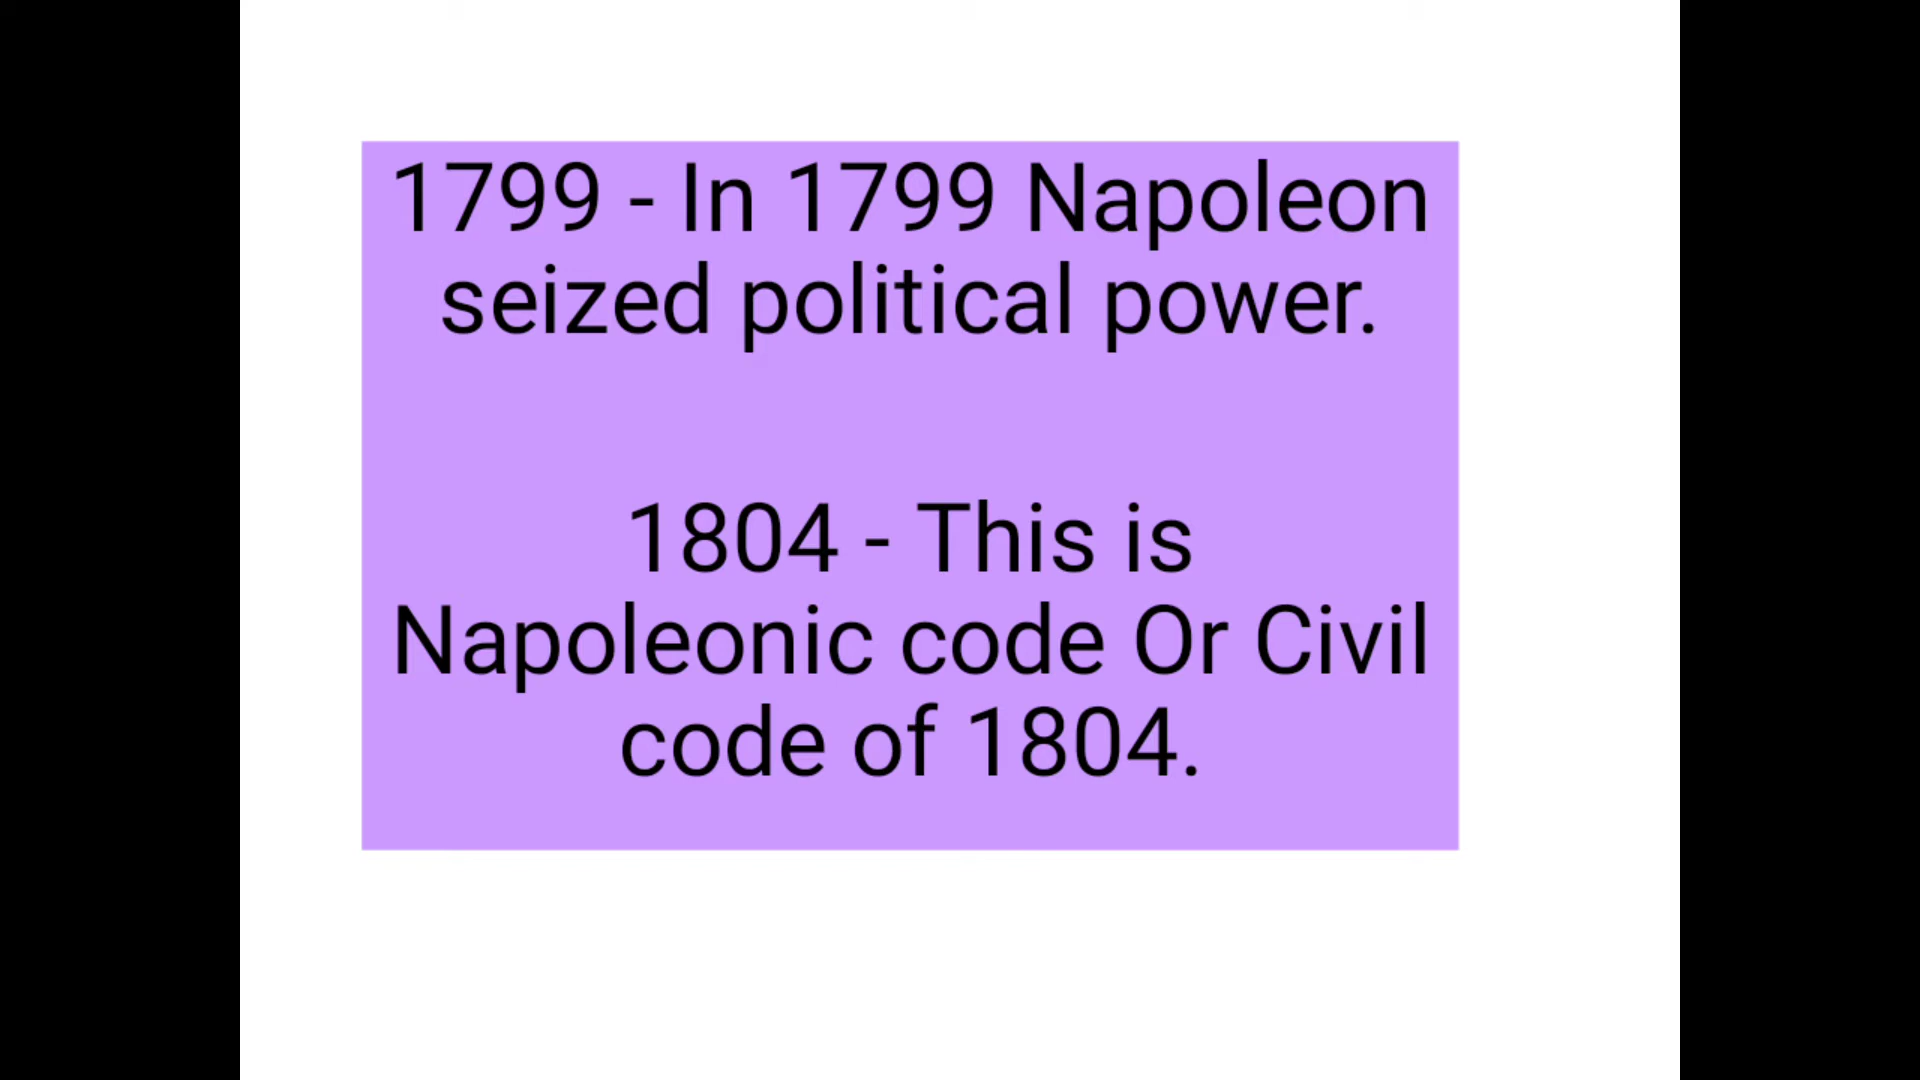 1799 - In 1799 Napoleon
seized political power.
1804 - This is
Napoleonic code Or Civil
code of 1804.